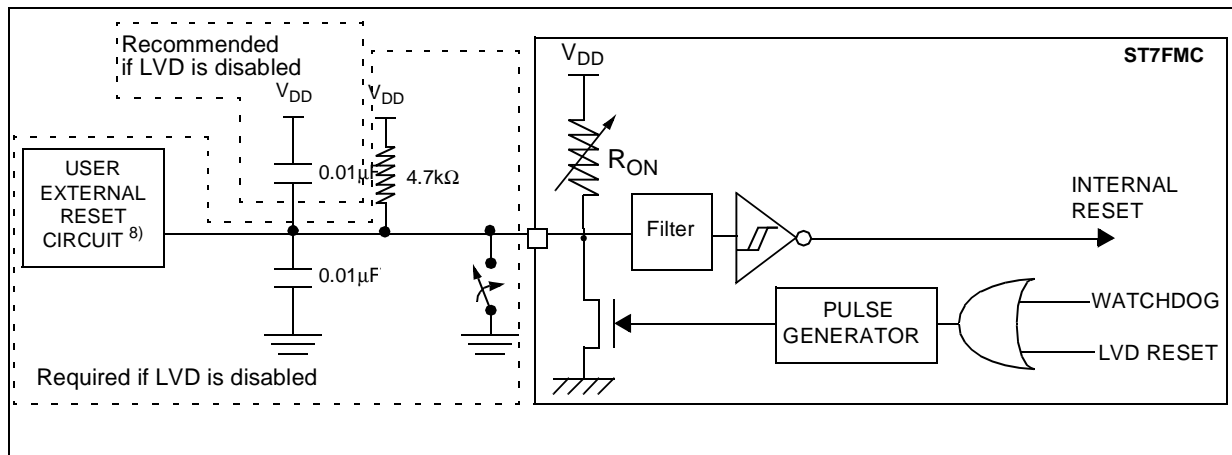 Recommended
if LVD is disabled
VDD
VDD
VDD
ST7FMC
USER
EXTERNAL
RESET
CIRCUIT 8)
0.01μF
4.7kΩ
RON
Filter
INTERNAL
RESET
0.01μF
PULSE
GENERATOR
WATCHDOG
LVD RESET
Required if LVD is disabled